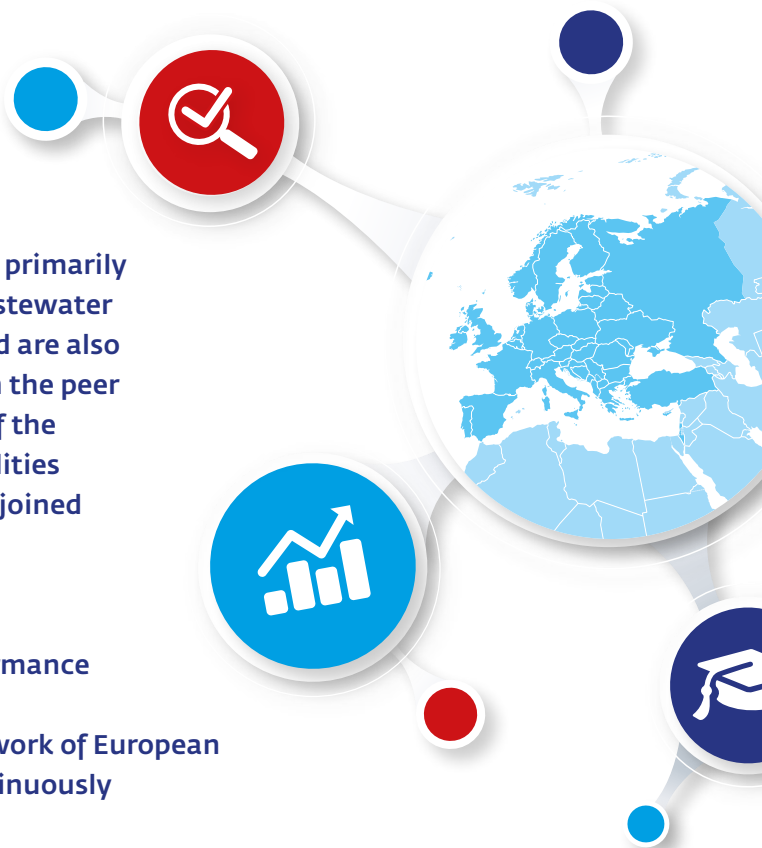 primarily
stewater
d are also
the peer
f the
lities
joined
mance
work of European
inuously